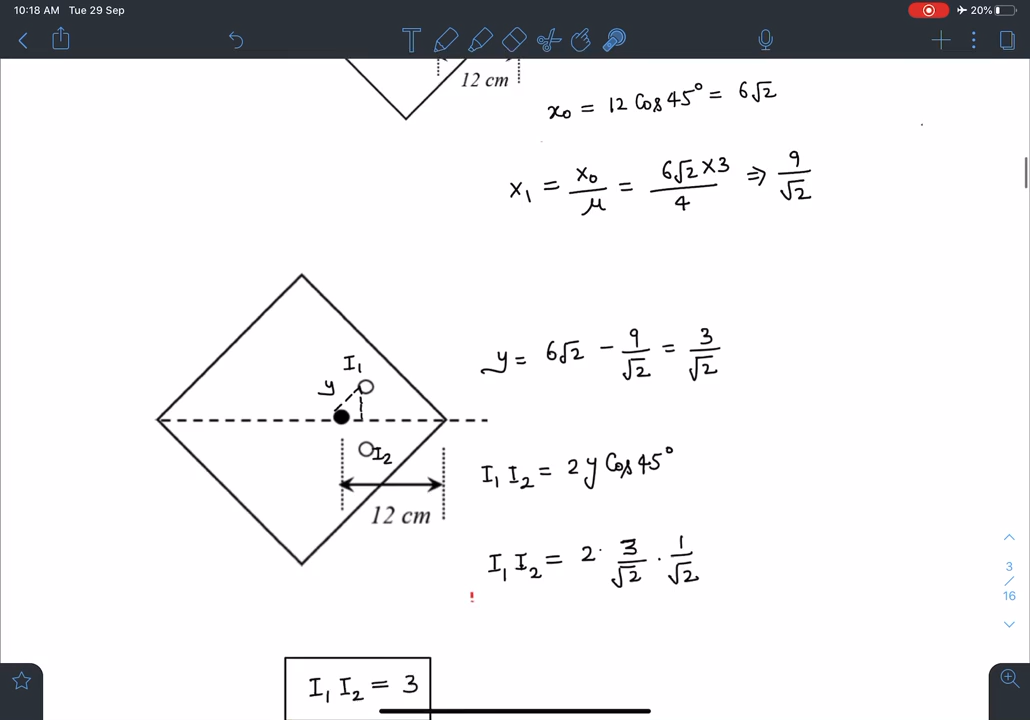 10:18 AM Tue 29 Sep
20%
T
12 cm
x₀ = 12 Cos 45° = 6√2
x₁ = x₀/μ = (6√2 × 3)/4 ⇒ 9/√2
I₁
y
I₂
12 cm
y = 6√2 − 9/√2 = 3/√2
I₁ I₂ = 2 y Cos 45°
I₁ I₂ = 2 · 3/√2 · 1/√2
I₁ I₂ = 3
3
/
16